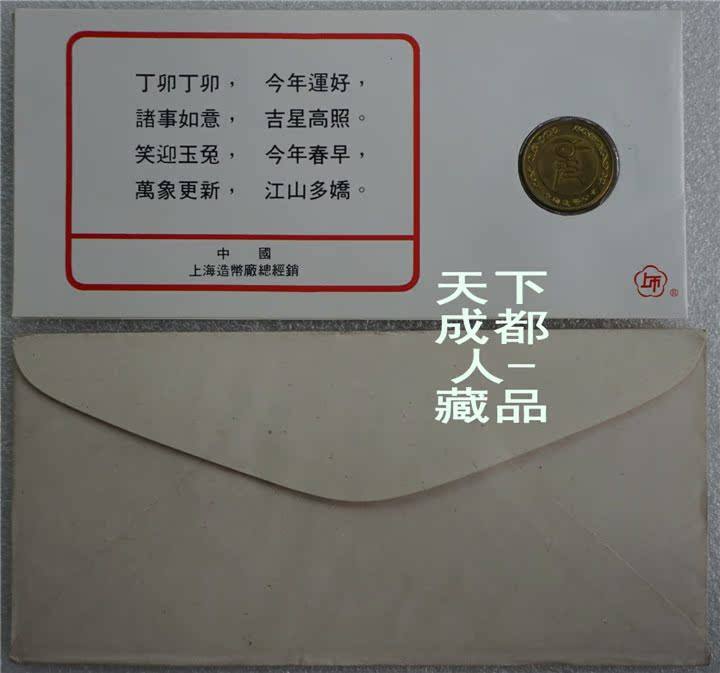 丁卯丁卯，　今年運好，
諸事如意，　吉星高照。
笑迎玉兔，　今年春早，
萬象更新，　江山多嬌。
中　國
上海造幣廠總經銷
上币
®
天下
成都
人-
藏品